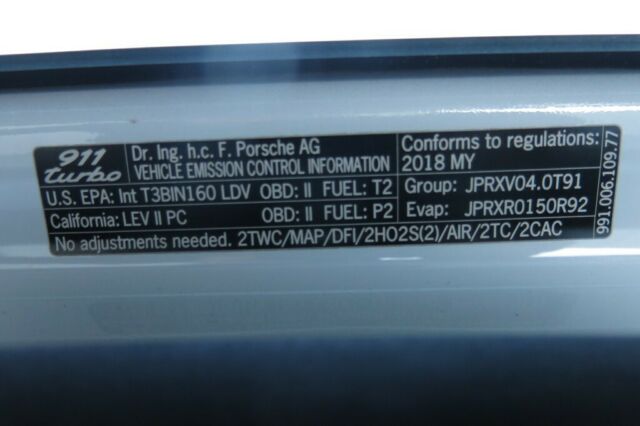 911 turbo
Dr. Ing. h.c. F. Porsche AG
VEHICLE EMISSION CONTROL INFORMATION
Conforms to regulations:
2018 MY
U.S. EPA: Int T3BIN160 LDV OBD: II FUEL: T2
Group: JPRXV04.0T91
California: LEV II PC OBD: II FUEL: P2
Evap: JPRXR0150R92
No adjustments needed. 2TWC/MAP/DFI/2HO2S(2)/AIR/2TC/2CAC
991.006.109.77